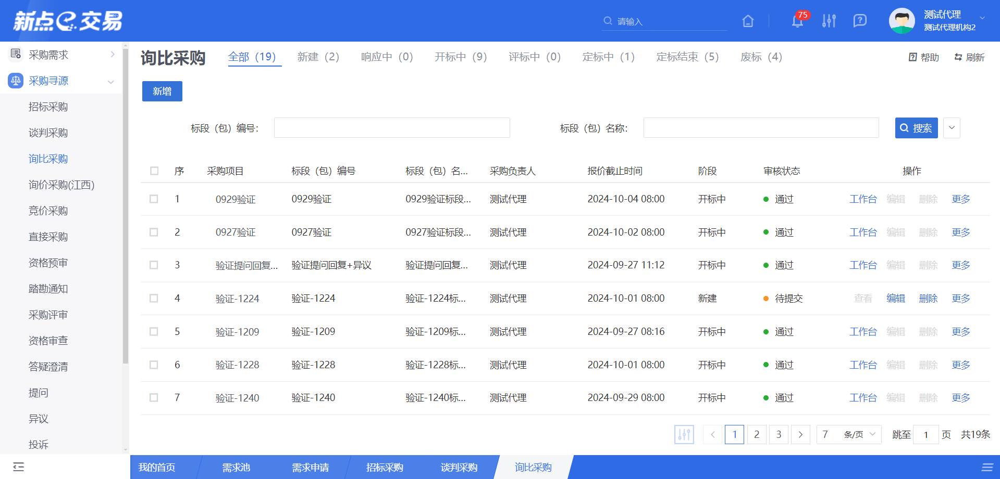 新点e交易
请输入
75
测试代理
测试代理机构2
采购需求
采购寻源
招标采购
谈判采购
询比采购
询价采购(江西)
竞价采购
直接采购
资格预审
踏勘通知
采购评审
资格审查
答疑澄清
提问
异议
投诉
询比采购 全部（19） 新建（2） 响应中（0） 开标中（9） 评标中（0） 定标中（1） 定标结束（5） 废标（4） 帮助 刷新
新增
标段（包）编号： 标段（包）名称： 搜索
序 采购项目 标段（包）编号 标段（包）名... 采购负责人 报价截止时间 阶段 审核状态 操作
1 0929验证 0929验证 0929验证标段... 测试代理 2024-10-04 08:00 开标中 通过 工作台 编辑 删除 更多
2 0927验证 0927验证 0927验证标段... 测试代理 2024-10-02 08:00 开标中 通过 工作台 编辑 删除 更多
3 验证提问回复... 验证提问回复+异议 验证提问回复... 测试代理 2024-09-27 11:12 开标中 通过 工作台 编辑 删除 更多
4 验证-1224 验证-1224 验证-1224标... 测试代理 2024-10-01 08:00 新建 待提交 查看 编辑 删除 更多
5 验证-1209 验证-1209 验证-1209标... 测试代理 2024-09-27 08:16 开标中 通过 工作台 编辑 删除 更多
6 验证-1228 验证-1228 验证-1228标... 测试代理 2024-10-01 08:00 开标中 通过 工作台 编辑 删除 更多
7 验证-1240 验证-1240 验证-1240标... 测试代理 2024-09-29 08:00 开标中 通过 工作台 编辑 删除 更多
1 2 3 7 条/页 跳至 1 页 共19条
我的首页 需求池 需求申请 招标采购 谈判采购 询比采购